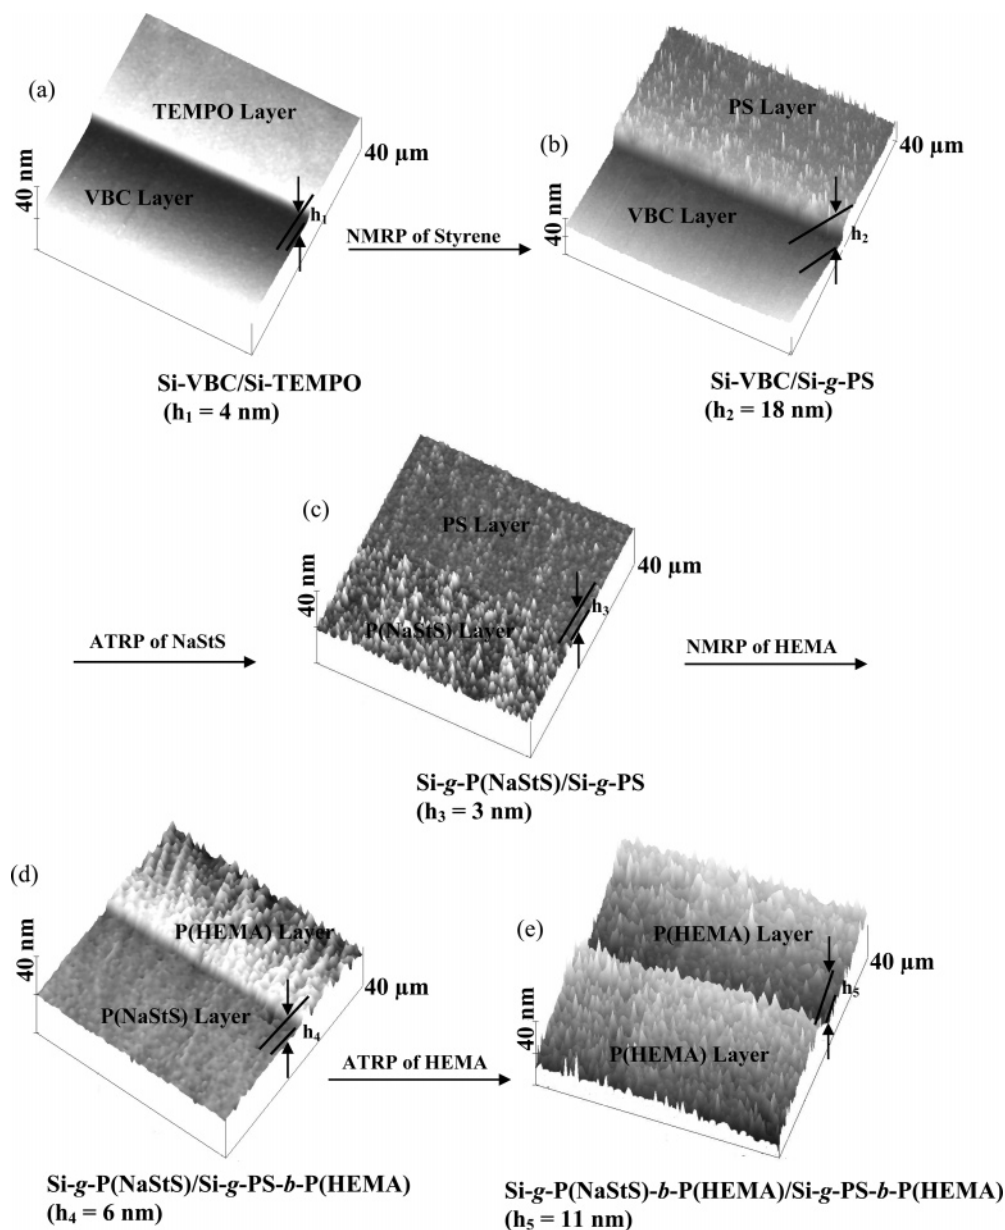 (a)
TEMPO Layer
VBC Layer
40 nm
40 µm
h₁
NMRP of Styrene
Si-VBC/Si-TEMPO
(h₁ = 4 nm)
(b)
PS Layer
VBC Layer
40 nm
40 µm
h₂
Si-VBC/Si-g-PS
(h₂ = 18 nm)
ATRP of NaStS
(c)
PS Layer
P(NaStS) Layer
40 nm
40 µm
h₃
NMRP of HEMA
Si-g-P(NaStS)/Si-g-PS
(h₃ = 3 nm)
(d)
P(HEMA) Layer
P(NaStS) Layer
40 nm
40 µm
h₄
ATRP of HEMA
Si-g-P(NaStS)/Si-g-PS-b-P(HEMA)
(h₄ = 6 nm)
(e)
P(HEMA) Layer
P(HEMA) Layer
40 nm
40 µm
h₅
Si-g-P(NaStS)-b-P(HEMA)/Si-g-PS-b-P(HEMA)
(h₅ = 11 nm)